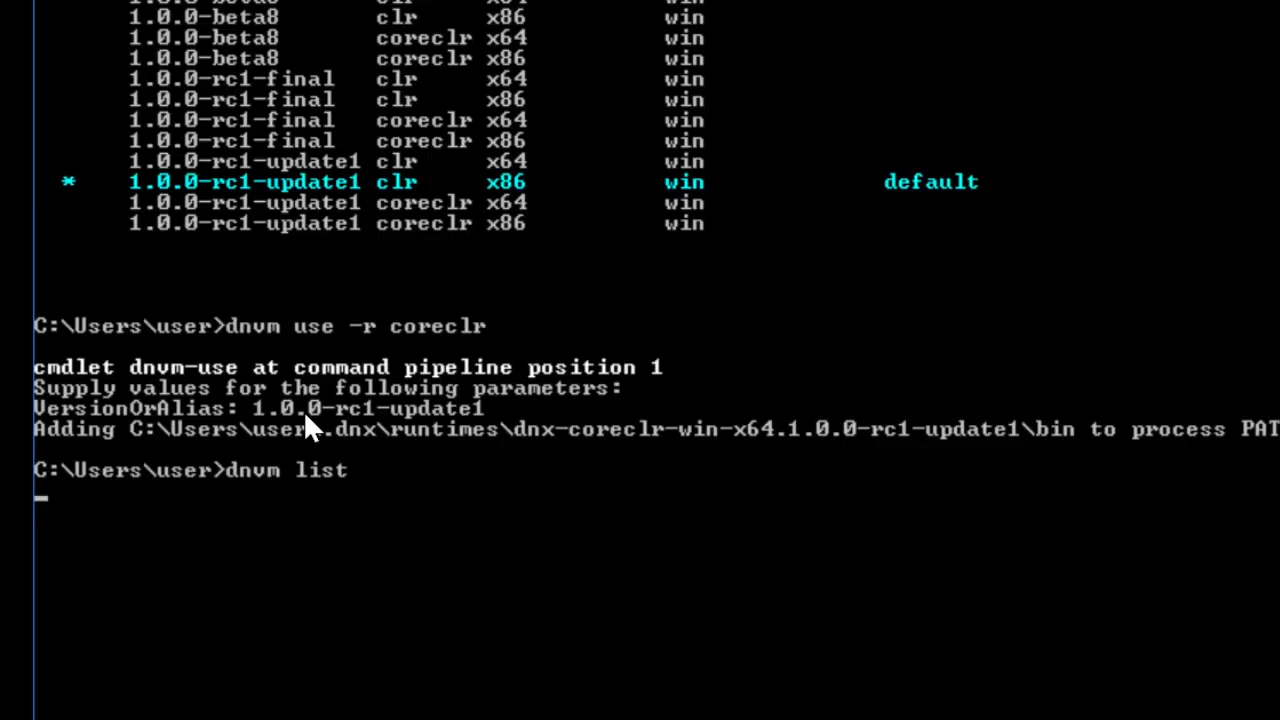 1.0.0-beta8 clr x86 win
1.0.0-beta8 coreclr x64 win
1.0.0-beta8 coreclr x86 win
1.0.0-rc1-final clr x64 win
1.0.0-rc1-final clr x86 win
1.0.0-rc1-final coreclr x64 win
1.0.0-rc1-final coreclr x86 win
1.0.0-rc1-update1 clr x64 win
* 1.0.0-rc1-update1 clr x86 win default
1.0.0-rc1-update1 coreclr x64 win
1.0.0-rc1-update1 coreclr x86 win
C:\Users\user>dnvm use -r coreclr
cmdlet dnvm-use at command pipeline position 1
Supply values for the following parameters:
VersionOrAlias: 1.0.0-rc1-update1
Adding C:\Users\user\.dnx\runtimes\dnx-coreclr-win-x64.1.0.0-rc1-update1\bin to process PAT
C:\Users\user>dnvm list